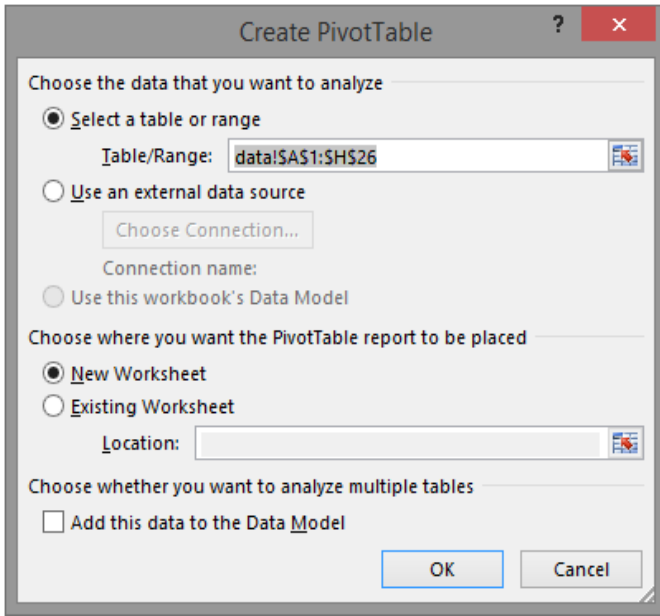 Create PivotTable
?
Choose the data that you want to analyze
Select a table or range
Table/Range: data!$A$1:$H$26
Use an external data source
Choose Connection...
Connection name:
Use this workbook's Data Model
Choose where you want the PivotTable report to be placed
New Worksheet
Existing Worksheet
Location:
Choose whether you want to analyze multiple tables
Add this data to the Data Model
OK Cancel